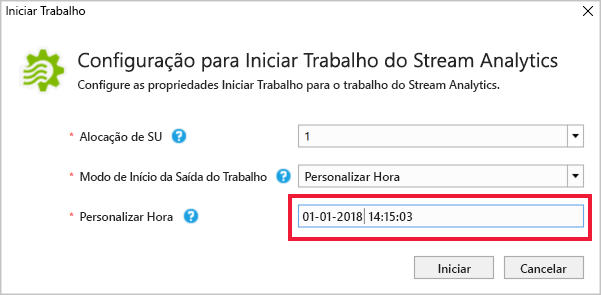 Iniciar Trabalho
Configuração para Iniciar Trabalho do Stream Analytics
Configure as propriedades Iniciar Trabalho para o trabalho do Stream Analytics.
* Alocação de SU ? 1
* Modo de Início da Saída do Trabalho ? Personalizar Hora
* Personalizar Hora ? 01-01-2018 14:15:03
Iniciar Cancelar